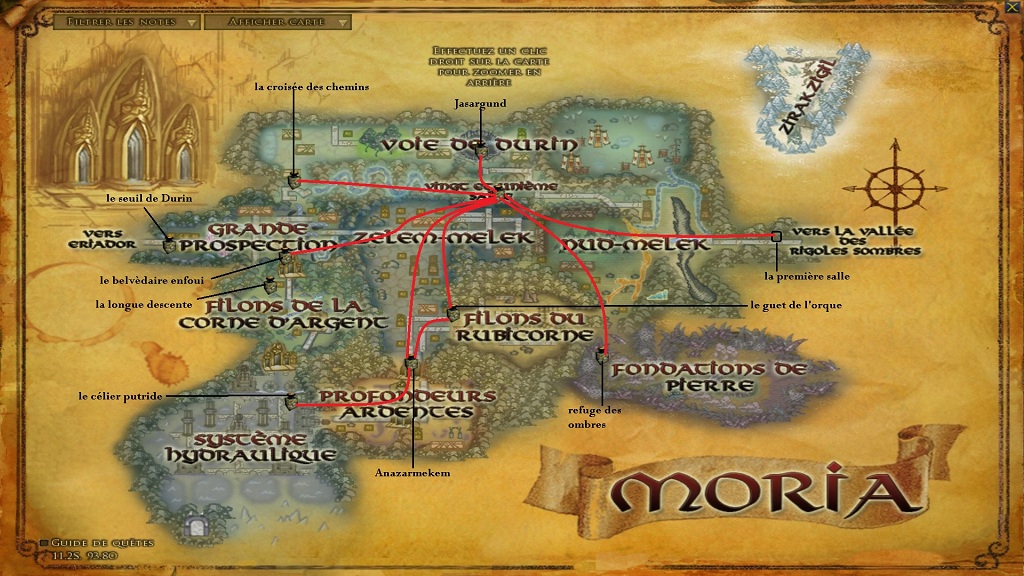 Filtrer les notes
Afficher carte
Effectuez un clic
droit sur la carte
pour zoomer en
arrière
ZIRAKZIGIL
la croisée des chemins
Jasargund
VOIE DE DURIN
VINGT ET UNIÈME
le seuil de Durin
VERS
ERIADOR
GRANDE
PROSPECTION
ZELEM-MELEK
NUD-MELEK
VERS LA VALLÉE
DES
RIGOLES SOMBRES
la première salle
le belvèdaire enfoui
la longue descente
le guet de l'orque
FILONS DE LA
CORNE D'ARGENT
FILONS DU
RUBICORNE
FONDATIONS DE
PIERRE
le célier putride
PROFONDEURS
ARDENTES
refuge des
ombres
SYSTÈME
HYDRAULIQUE
Anazarmekem
MORIA
Guide de quêtes
11.2S, 93.8O